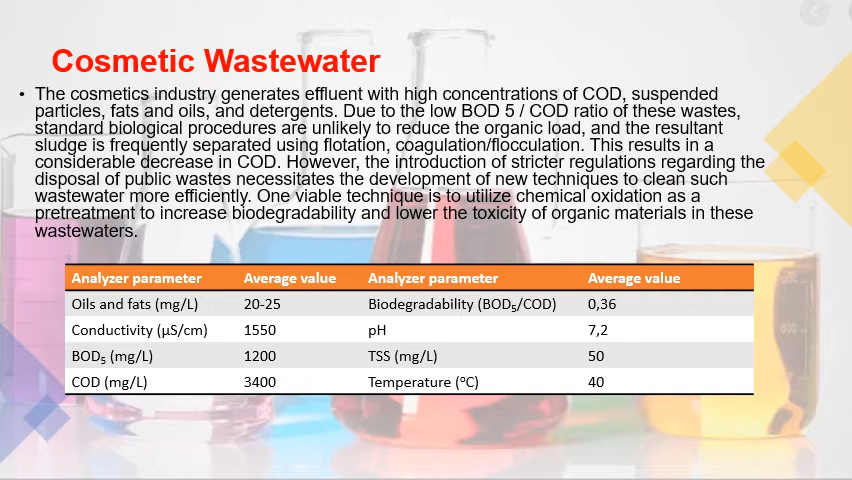 Cosmetic Wastewater
• The cosmetics industry generates effluent with high concentrations of COD, suspended
particles, fats and oils, and detergents. Due to the low BOD 5 / COD ratio of these wastes,
standard biological procedures are unlikely to reduce the organic load, and the resultant
sludge is frequently separated using flotation, coagulation/flocculation. This results in a
considerable decrease in COD. However, the introduction of stricter regulations regarding the
disposal of public wastes necessitates the development of new techniques to clean such
wastewater more efficiently. One viable technique is to utilize chemical oxidation as a
pretreatment to increase biodegradability and lower the toxicity of organic materials in these
wastewaters.
Analyzer parameter Average value Analyzer parameter Average value
Oils and fats (mg/L) 20-25 Biodegradability (BOD₅/COD) 0,36
Conductivity (µS/cm) 1550 pH 7,2
BOD₅ (mg/L) 1200 TSS (mg/L) 50
COD (mg/L) 3400 Temperature (°C) 40